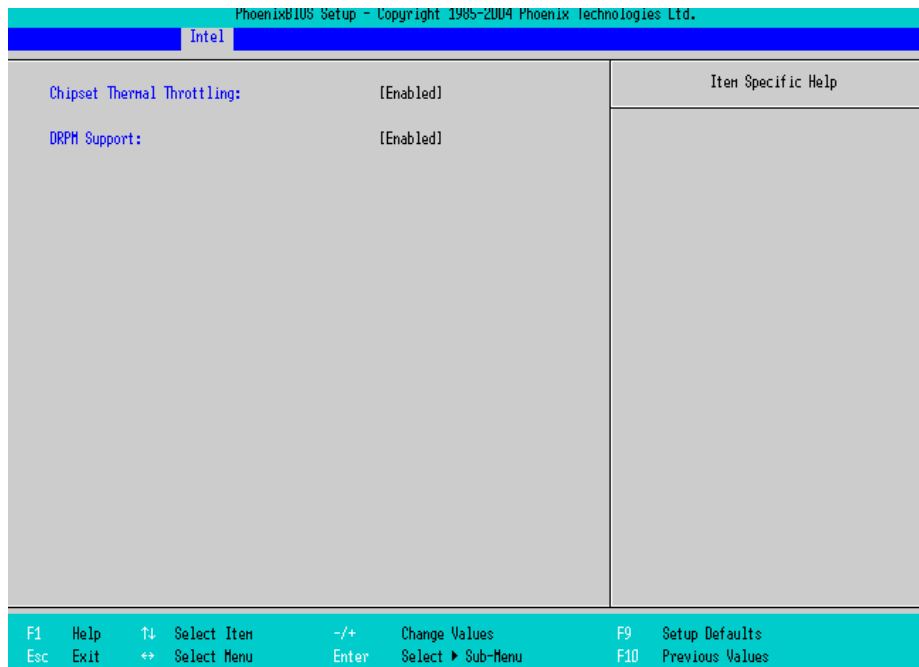 PhoenixBIOS Setup - Copyright 1985-2004 Phoenix Technologies Ltd.
Intel
Item Specific Help
Chipset Thermal Throttling: [Enabled]
DRPM Support: [Enabled]
F1 Help ↑↓ Select Item -/+ Change Values F9 Setup Defaults
Esc Exit ↔ Select Menu Enter Select ▶ Sub-Menu F10 Previous Values